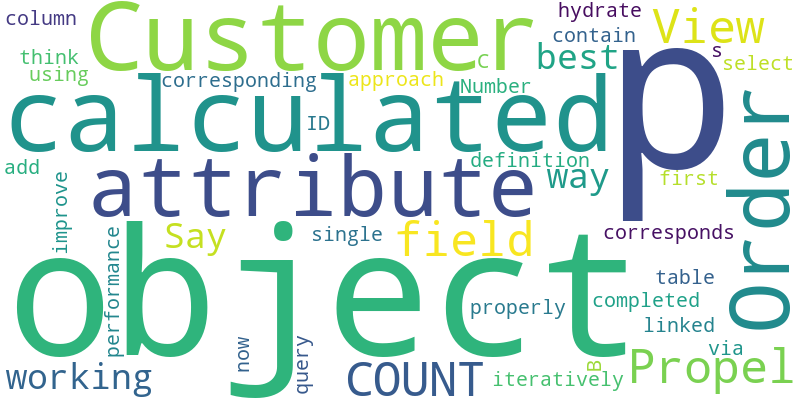 column
Customer
hydrate
View
contain
think
using
C
best
s
select
corresponding
approach
Number
calculated
ID
p
Order
add
attribute
definition
way
first
improve
Say
single
field
corresponds
object
performance
table
properly
completed
linked
now
query
via
working
COUNT
iteratively
B
Propel